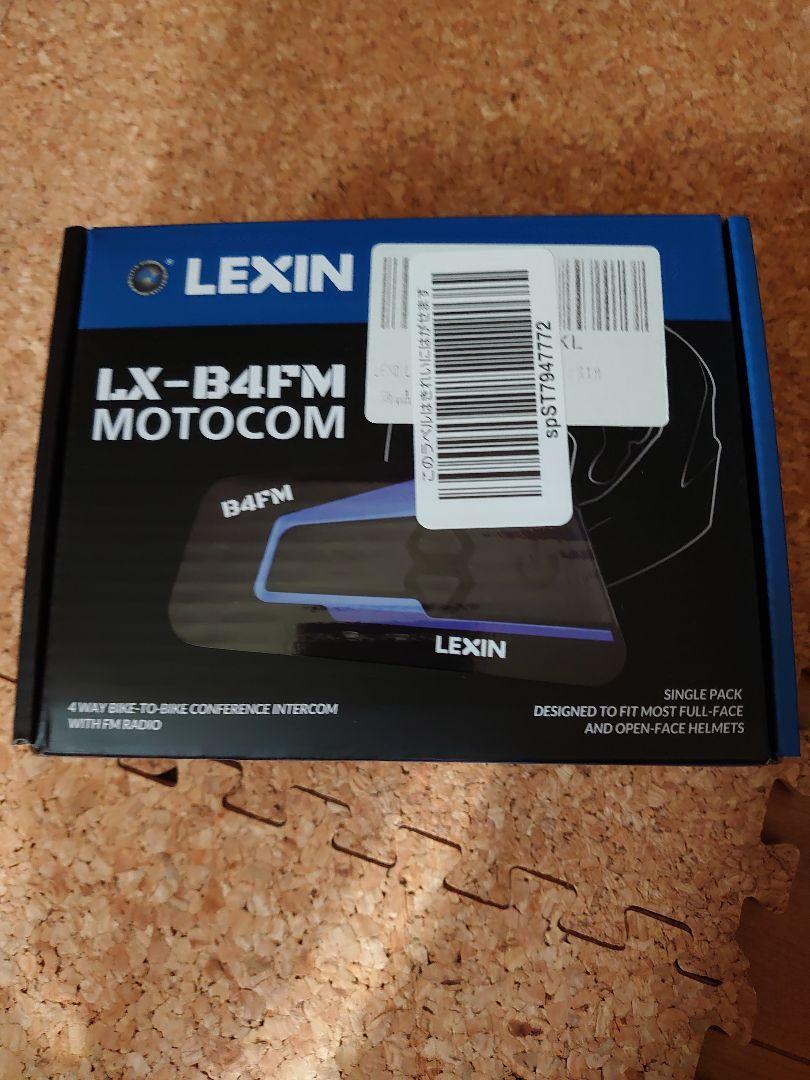 LEXIN
LX-B4FM
MOTOCOM
XL
このラベルはきれいにはがせます
spST7947772
B4FM
LEXIN
4 WAY BIKE-TO-BIKE CONFERENCE INTERCOM
WITH FM RADIO
SINGLE PACK
DESIGNED TO FIT MOST FULL-FACE
AND OPEN-FACE HELMETS